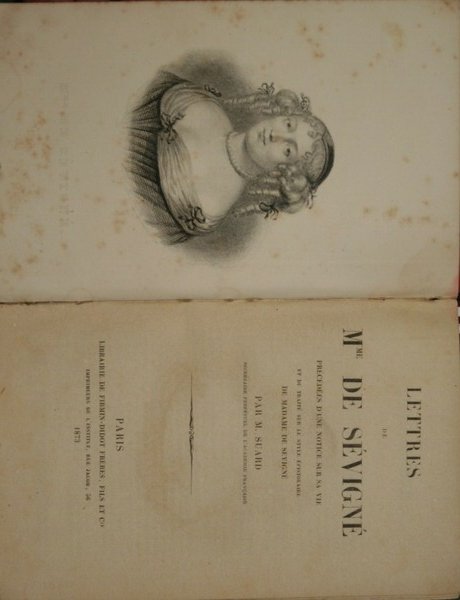 LETTRES
DE
MME DE SÉVIGNÉ
PRÉCÉDÉES D'UNE NOTICE SUR SA VIE
ET DU TRAITÉ SUR LE STYLE ÉPISTOLAIRE
DE MADAME DE SÉVIGNÉ
PAR M. SUARD
SECRÉTAIRE PERPÉTUEL DE L'ACADÉMIE FRANÇAISE
PARIS
LIBRAIRIE DE FIRMIN-DIDOT FRÈRES, FILS ET CIE
IMPRIMEURS DE L'INSTITUT, RUE JACOB, 56
1873